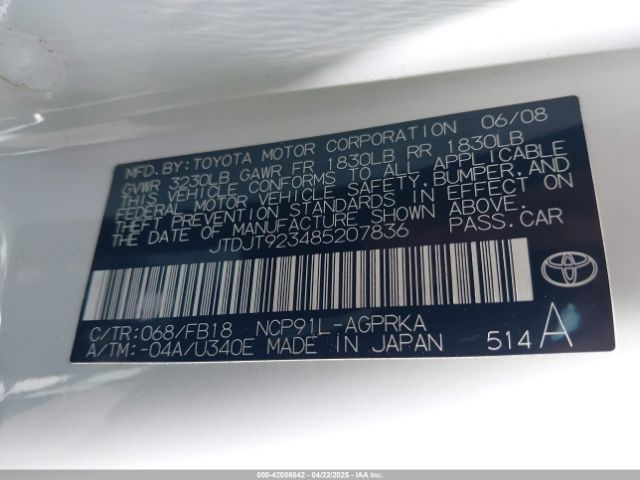 MFD.BY:TOYOTA MOTOR CORPORATION 06/08
GVWR 3230LB GAWR FR 1830LB RR 1830LB
THIS VEHICLE CONFORMS TO ALL APPLICABLE
FEDERAL MOTOR VEHICLE SAFETY,BUMPER,AND
THEFT PREVENTION STANDARDS IN EFFECT ON
THE DATE OF MANUFACTURE SHOWN ABOVE.
JTDJT923485207836 PASS.CAR
C/TR:068/FB18 NCP91L-AGPRKA
A/TM:-04A/U340E MADE IN JAPAN 514 A
000-42086842 - 04/22/2025 - IAAI.COM